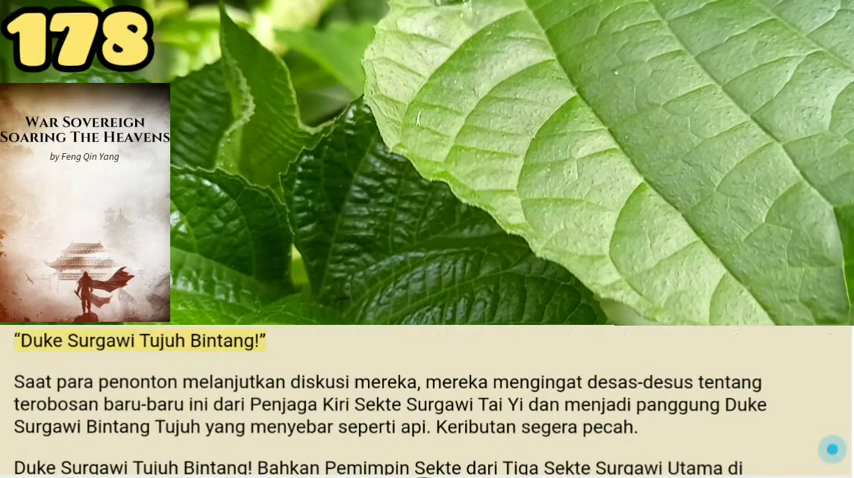 178
WAR SOVEREIGN
SOARING THE HEAVENS
by Feng Qin Yang
“Duke Surgawi Tujuh Bintang!”
Saat para penonton melanjutkan diskusi mereka, mereka mengingat desas-desus tentang
terobosan baru-baru ini dari Penjaga Kiri Sekte Surgawi Tai Yi dan menjadi panggung Duke
Surgawi Bintang Tujuh yang menyebar seperti api. Keributan segera pecah.
Duke Surgawi Tujuh Bintang! Bahkan Pemimpin Sekte dari Tiga Sekte Surgawi Utama di